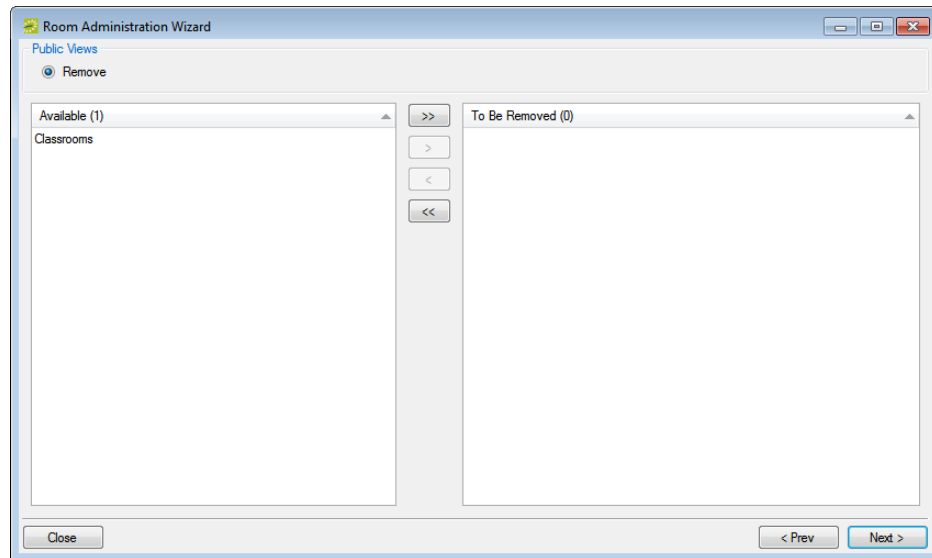 Room Administration Wizard
Public Views
Remove
Available (1)
>>
To Be Removed (0)
Classrooms
>
<
<<
Close
< Prev
Next >